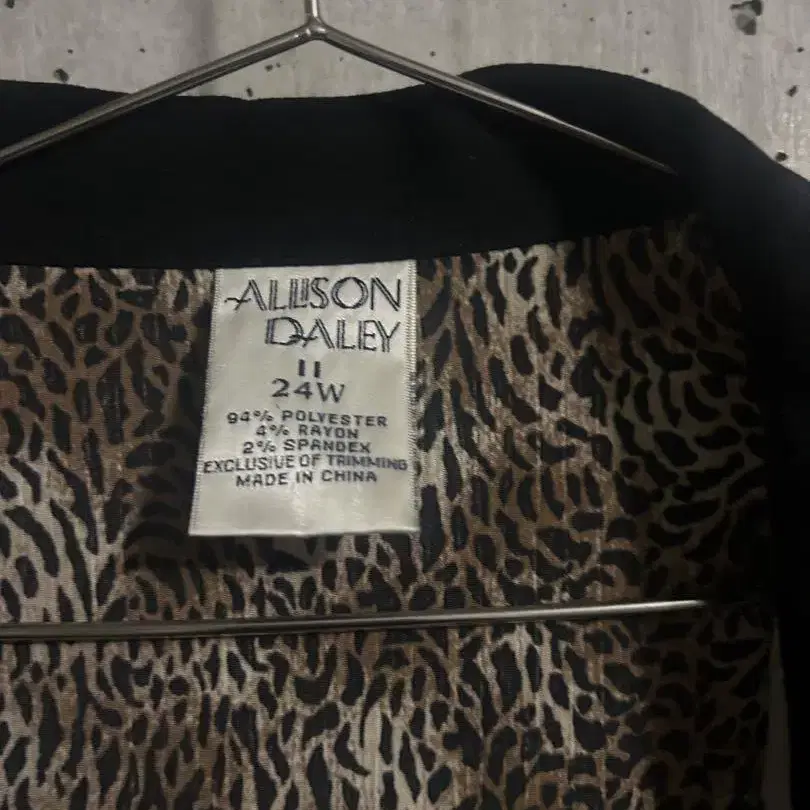 ALLISON
DALEY
II
24W
94% POLYESTER
4% RAYON
2% SPANDEX
EXCLUSIVE OF TRIMMING
MADE IN CHINA